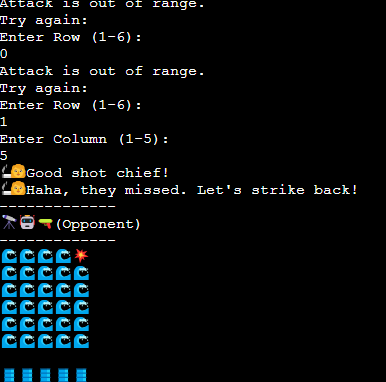 Attack is out of range.
Try again:
Enter Row (1-6):
0
Attack is out of range.
Try again:
Enter Row (1-6):
1
Enter Column (1-5):
5
Good shot chief!
Haha, they missed. Let's strike back!
-------------
(Opponent)
-------------